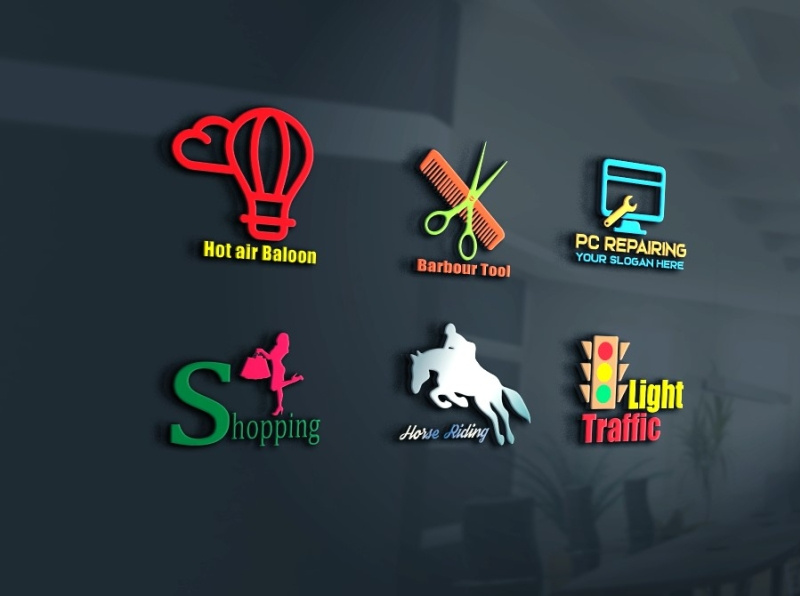 Hot air Baloon
Barbour Tool
PC REPAIRING
YOUR SLOGAN HERE
Shopping
Horse Riding
Light
Traffic